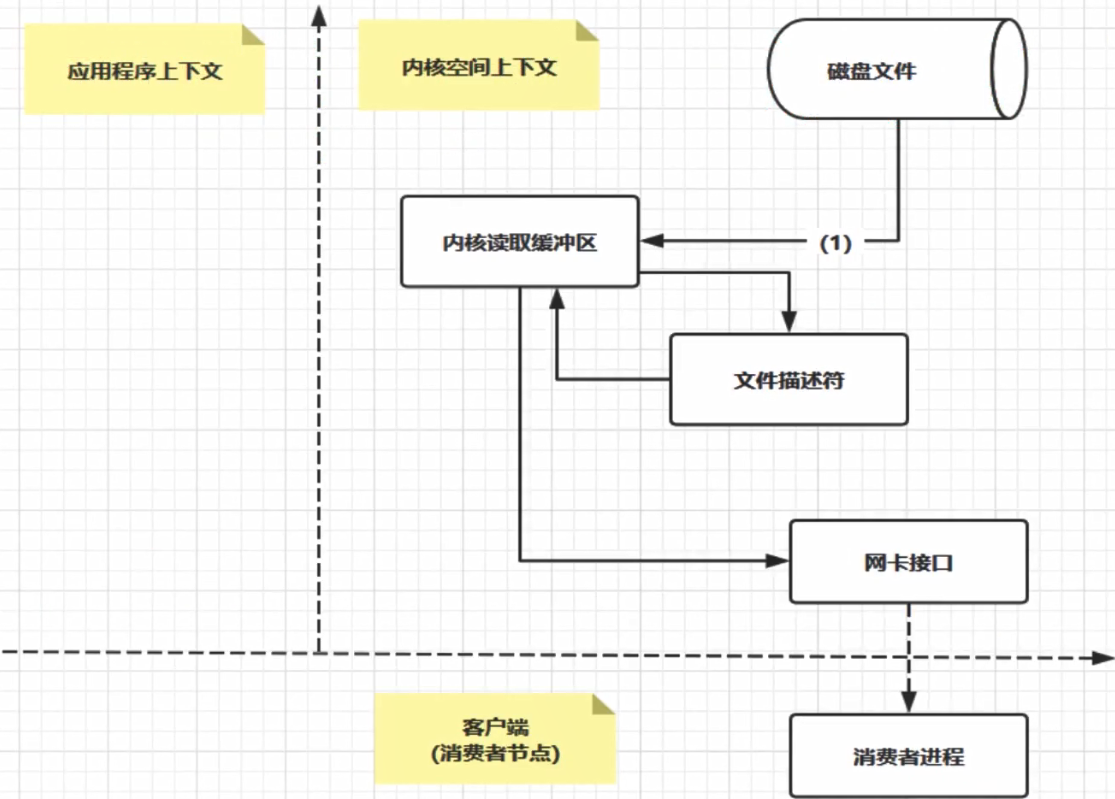 应用程序上下文
内核空间上下文
磁盘文件
内核读取缓冲区
(1)
文件描述符
网卡接口
客户端
(消费者节点)
消费者进程